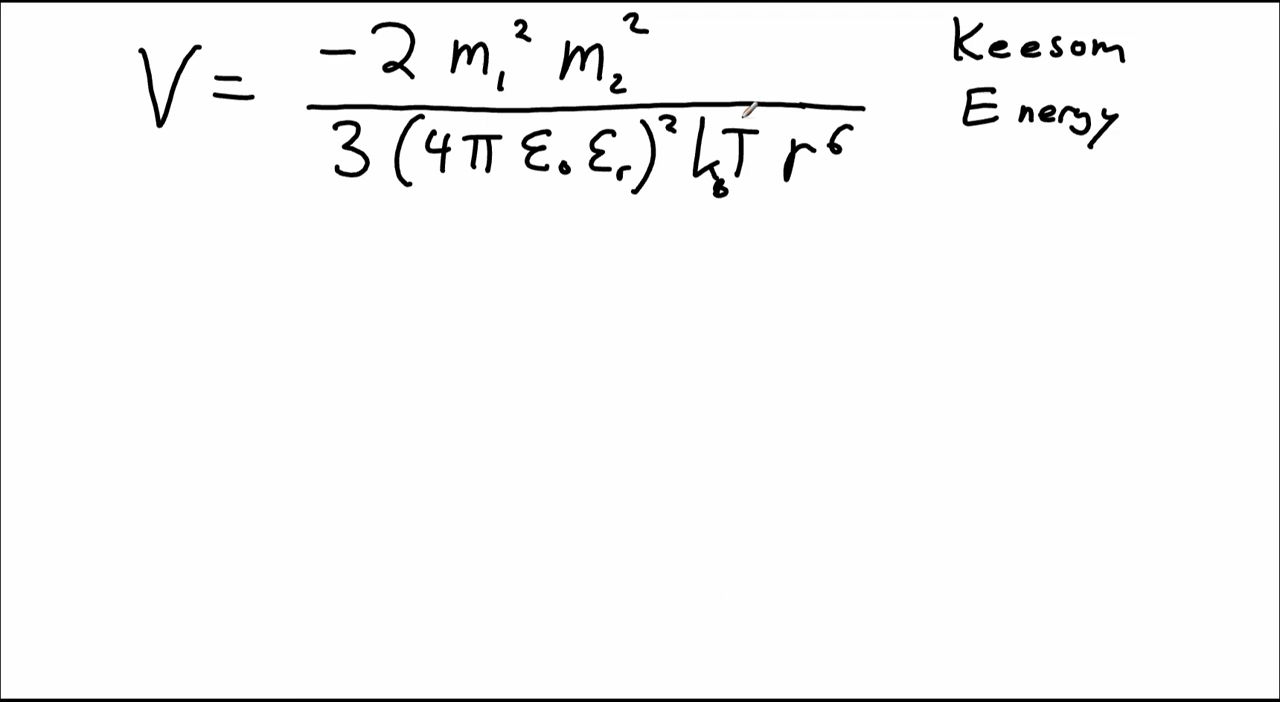 V = -2 m₁² m₂² / 3 (4π ε₀ εᵣ)² k_B T r⁶
Keesom
Energy